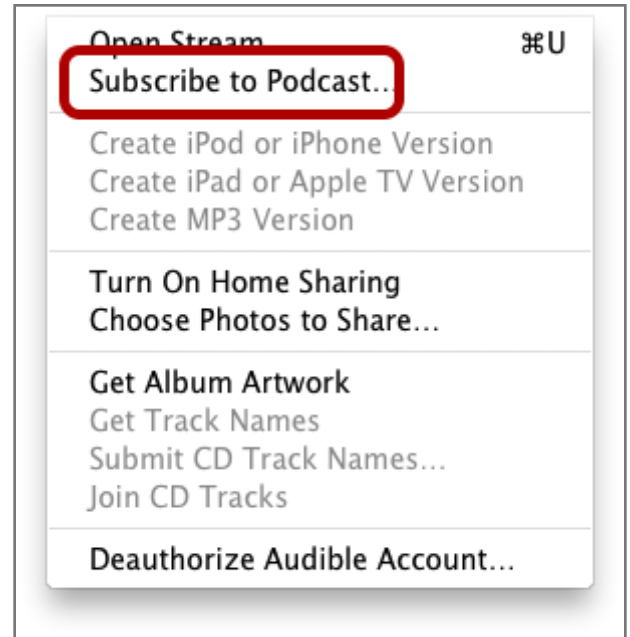 Open Stream ⌘U
Subscribe to Podcast...
Create iPod or iPhone Version
Create iPad or Apple TV Version
Create MP3 Version
Turn On Home Sharing
Choose Photos to Share...
Get Album Artwork
Get Track Names
Submit CD Track Names...
Join CD Tracks
Deauthorize Audible Account...